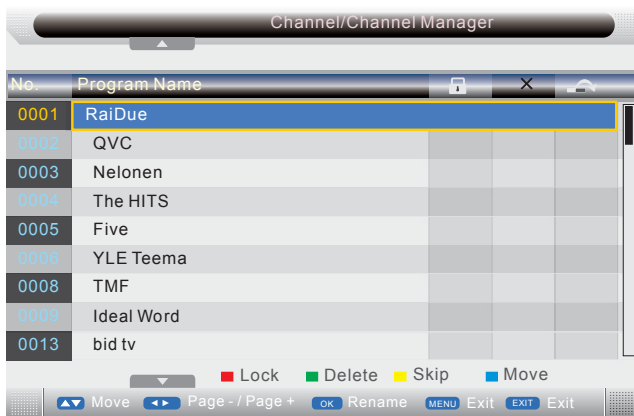 Channel/Channel Manager
No. Program Name
0001 RaiDue
0002 QVC
0003 Nelonen
0004 The HITS
0005 Five
0006 YLE Teema
0008 TMF
0009 Ideal Word
0013 bid tv
Lock Delete Skip Move
Move Page - / Page + OK Rename MENU Exit EXIT Exit